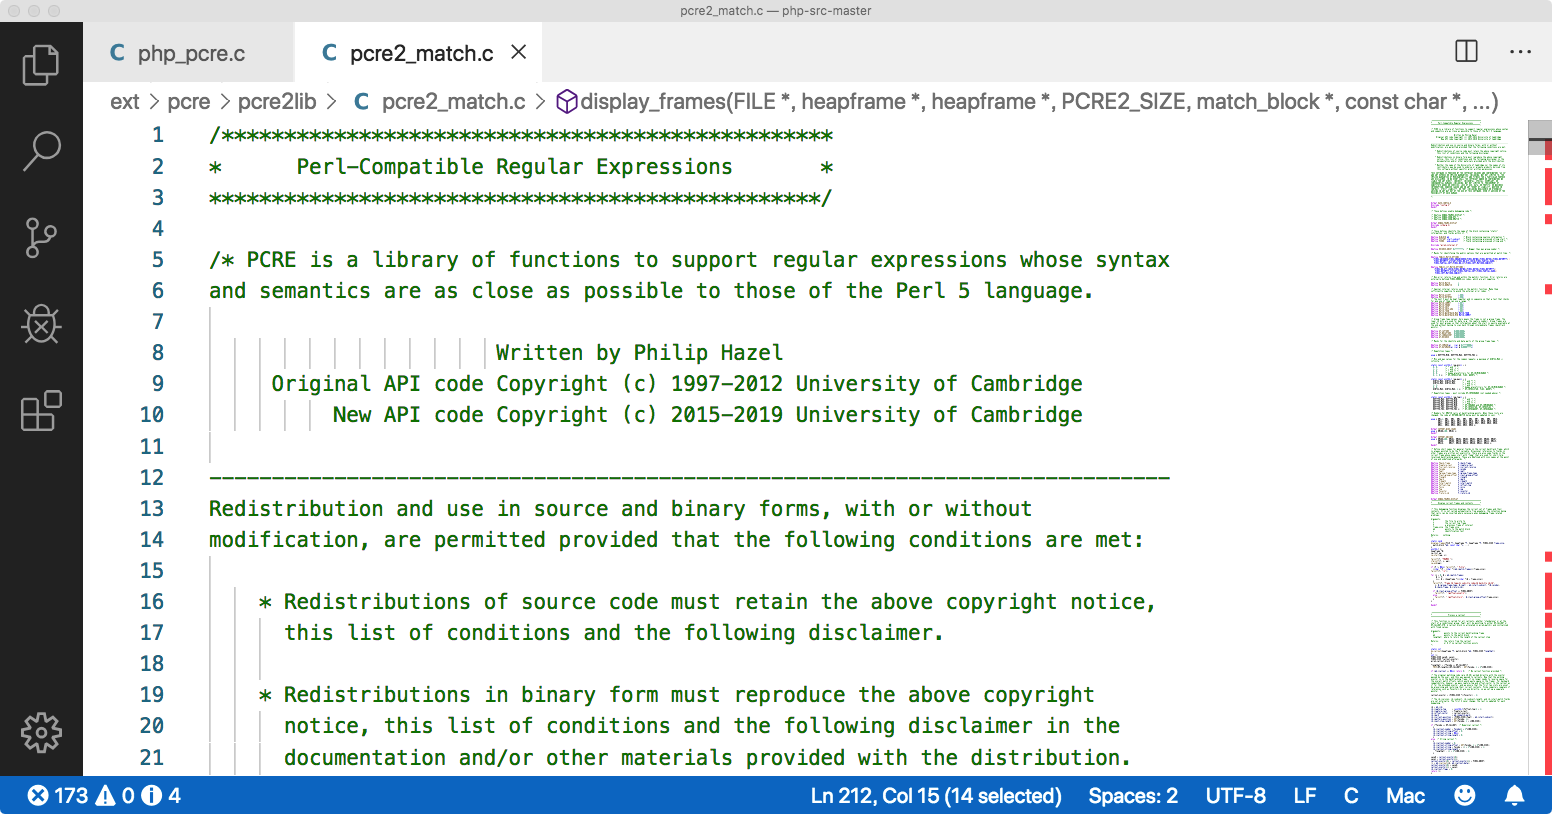 pcre2_match.c — php-src-master
C php_pcre.c
C pcre2_match.c
ext > pcre > pcre2lib > C pcre2_match.c > display_frames(FILE *, heapframe *, heapframe *, PCRE2_SIZE, match_block *, const char *, ...)
1 /*************************************************
2 *      Perl-Compatible Regular Expressions       *
3 *************************************************/
4
5 /* PCRE is a library of functions to support regular expressions whose syntax
6 and semantics are as close as possible to those of the Perl 5 language.
7
8                        Written by Philip Hazel
9      Original API code Copyright (c) 1997-2012 University of Cambridge
10           New API code Copyright (c) 2015-2019 University of Cambridge
11
12 -----------------------------------------------------------------------------
13 Redistribution and use in source and binary forms, with or without
14 modification, are permitted provided that the following conditions are met:
15
16     * Redistributions of source code must retain the above copyright notice,
17       this list of conditions and the following disclaimer.
18
19     * Redistributions in binary form must reproduce the above copyright
20       notice, this list of conditions and the following disclaimer in the
21       documentation and/or other materials provided with the distribution.
173 0 4 Ln 212, Col 15 (14 selected) Spaces: 2 UTF-8 LF C Mac